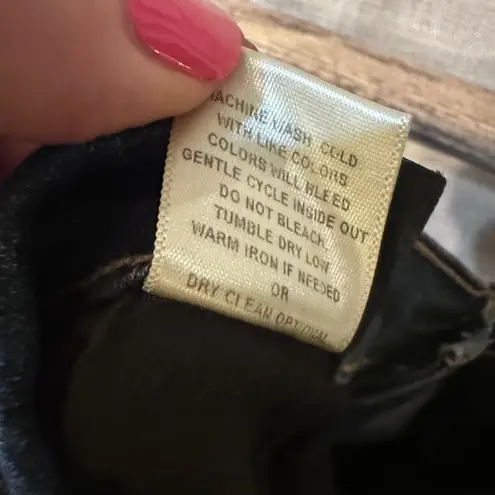 MACHINE WASH COLD
WITH LIKE COLORS
COLORS WILL BLEED
GENTLE CYCLE INSIDE OUT
DO NOT BLEACH
TUMBLE DRY LOW
WARM IRON IF NEEDED
OR
DRY CLEAN OPTIONAL